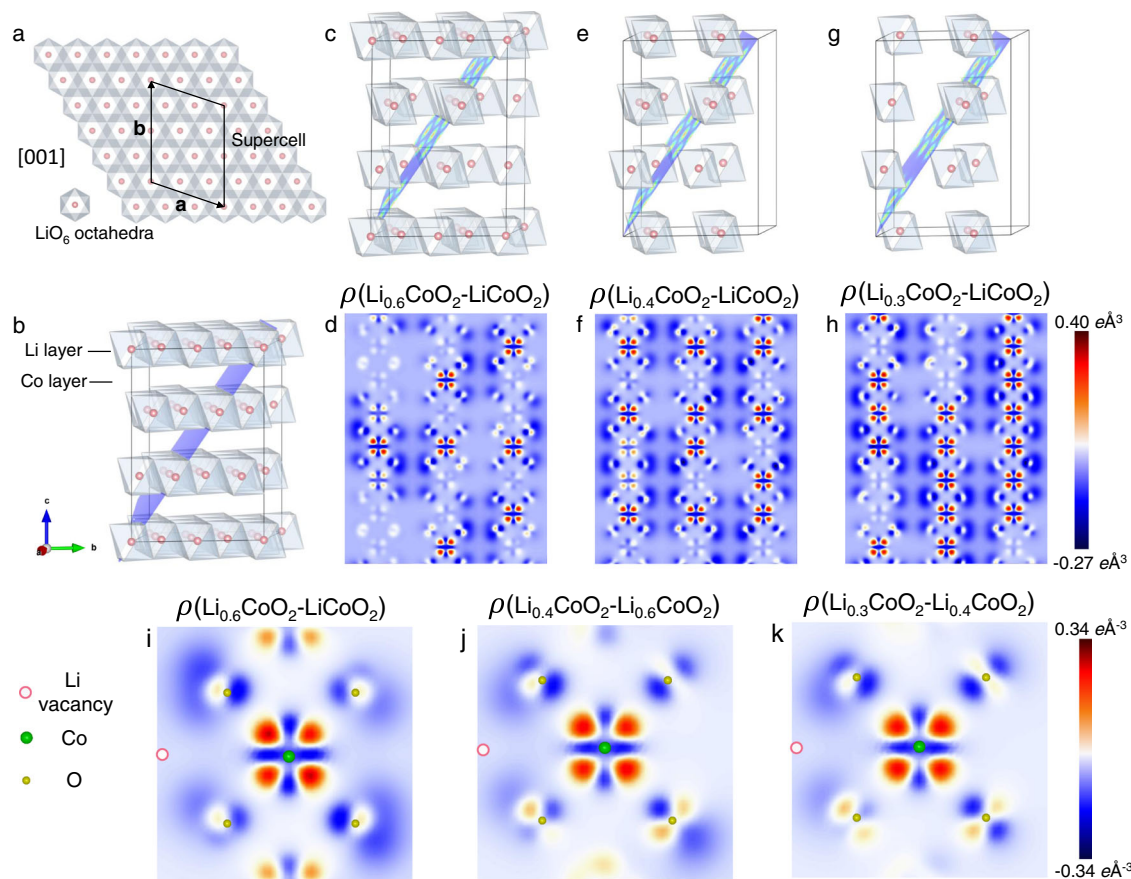 a
b
Supercell
[001]
a
LiO6 octahedra
c
e
g
b
Li layer
Co layer
c
b
a
ρ(Li0.6CoO2-LiCoO2)
d
ρ(Li0.4CoO2-LiCoO2)
f
ρ(Li0.3CoO2-LiCoO2)
h
0.40 eÅ3
-0.27 eÅ3
ρ(Li0.6CoO2-LiCoO2)
i
ρ(Li0.4CoO2-Li0.6CoO2)
j
ρ(Li0.3CoO2-Li0.4CoO2)
k
0.34 eÅ-3
-0.34 eÅ-3
Li
vacancy
Co
O